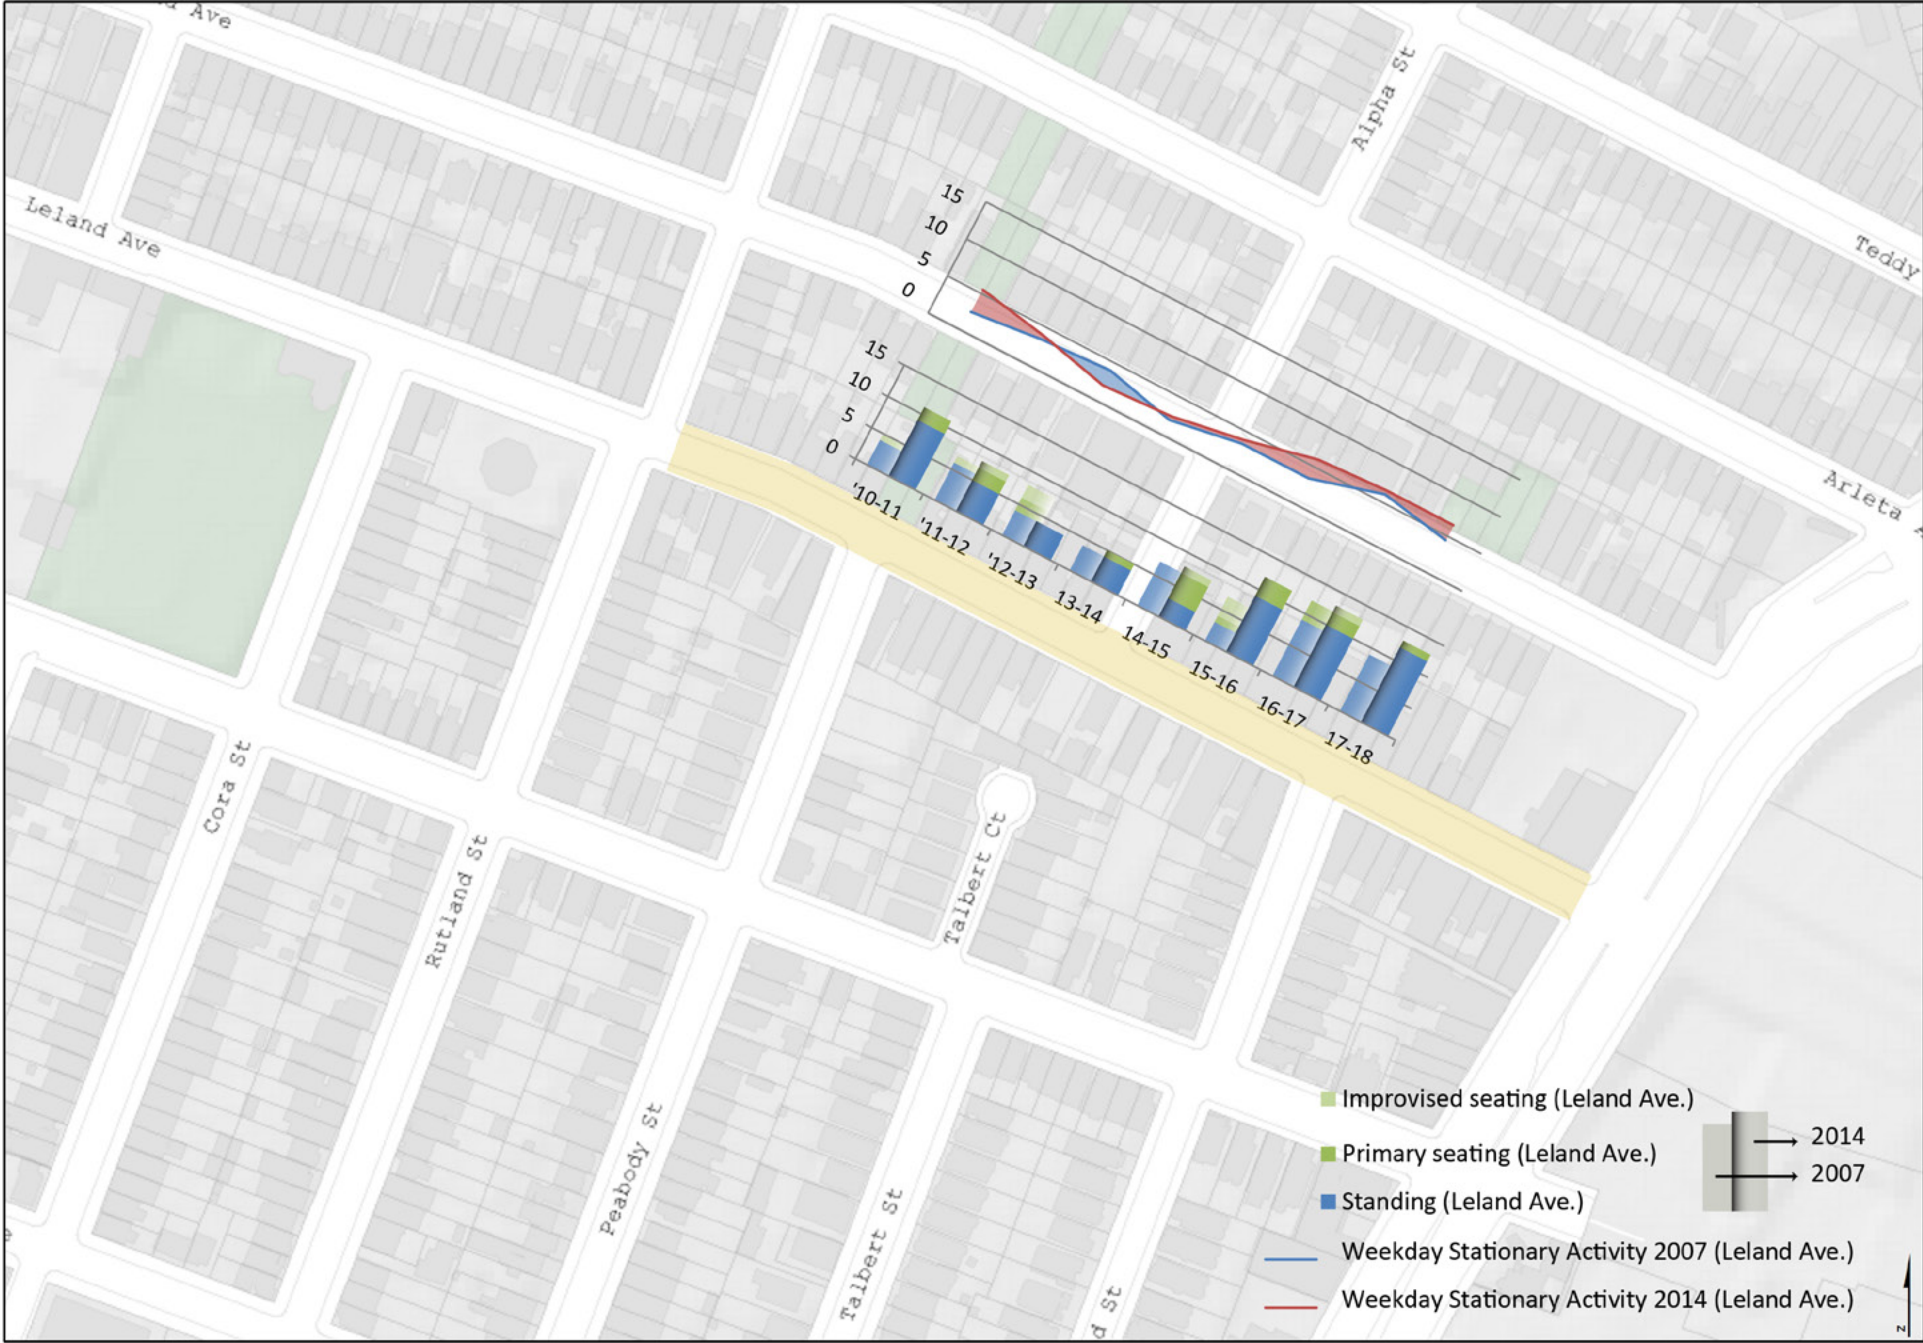 d Ave
Alpha St
Leland Ave
Teddy
15
10
5
0
15
10
5
0
'10-11
'11-12
'12-13
13-14
14-15
15-16
16-17
17-18
Arleta A
Cora St
Rutland St
Talbert Ct
Peabody St
Talbert St
d St
Improvised seating (Leland Ave.)
Primary seating (Leland Ave.)
Standing (Leland Ave.)
2014
2007
Weekday Stationary Activity 2007 (Leland Ave.)
Weekday Stationary Activity 2014 (Leland Ave.)
z